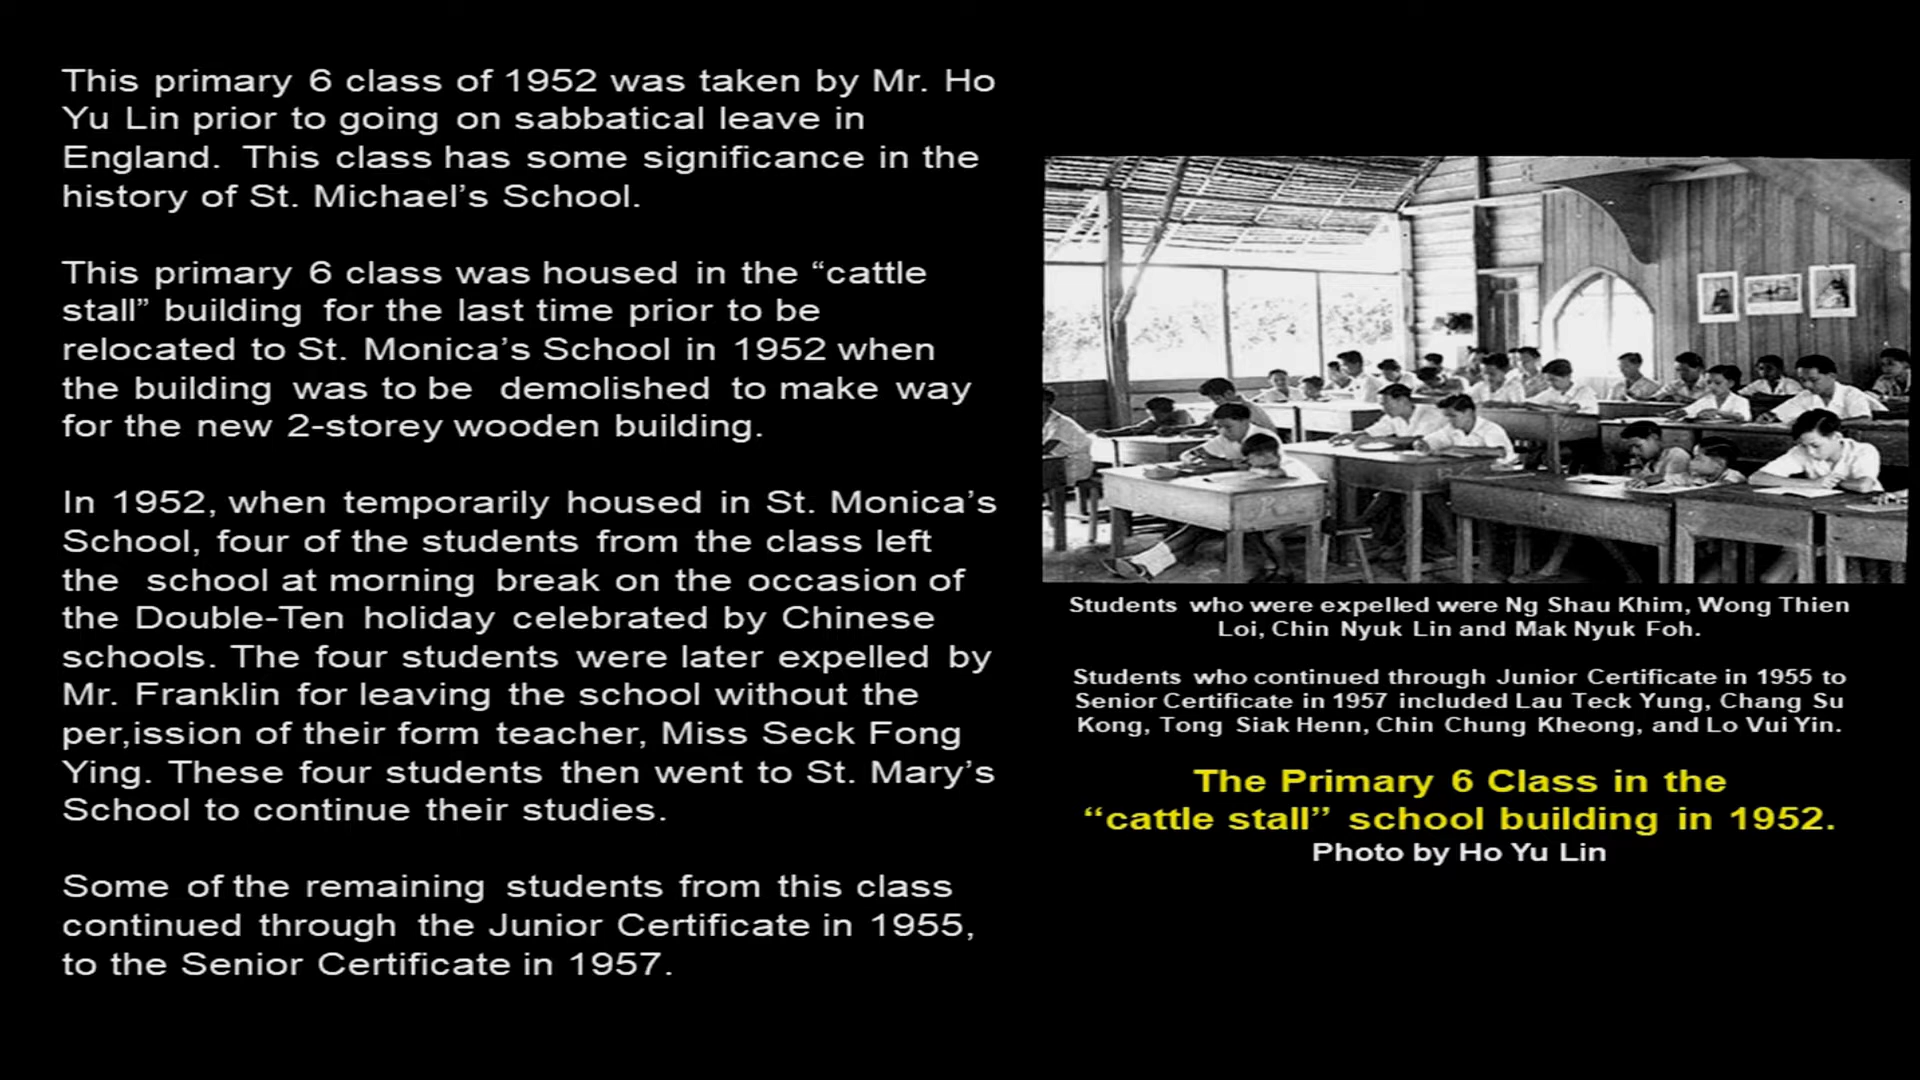 This primary 6 class of 1952 was taken by Mr. Ho
Yu Lin prior to going on sabbatical leave in
England. This class has some significance in the
history of St. Michael’s School.
This primary 6 class was housed in the “cattle
stall” building for the last time prior to be
relocated to St. Monica’s School in 1952 when
the building was to be demolished to make way
for the new 2-storey wooden building.
In 1952, when temporarily housed in St. Monica’s
School, four of the students from the class left
the school at morning break on the occasion of
the Double-Ten holiday celebrated by Chinese
schools. The four students were later expelled by
Mr. Franklin for leaving the school without the
per,ission of their form teacher, Miss Seck Fong
Ying. These four students then went to St. Mary’s
School to continue their studies.
Some of the remaining students from this class
continued through the Junior Certificate in 1955,
to the Senior Certificate in 1957.
Students who were expelled were Ng Shau Khim, Wong Thien
Loi, Chin Nyuk Lin and Mak Nyuk Foh.
Students who continued through Junior Certificate in 1955 to
Senior Certificate in 1957 included Lau Teck Yung, Chang Su
Kong, Tong Siak Henn, Chin Chung Kheong, and Lo Vui Yin.
The Primary 6 Class in the
“cattle stall” school building in 1952.
Photo by Ho Yu Lin